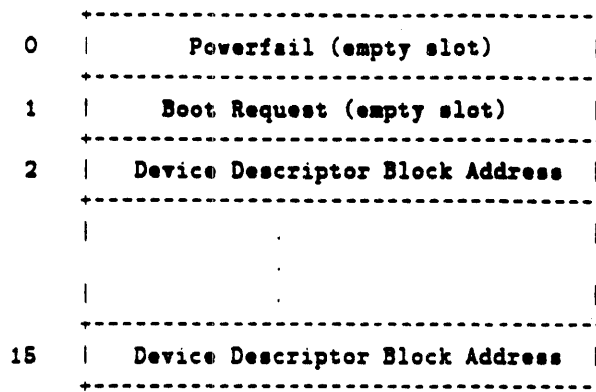 0 Powerfail (empty slot)
1 Boot Request (empty slot)
2 Device Descriptor Block Address
.
.
.
15 Device Descriptor Block Address